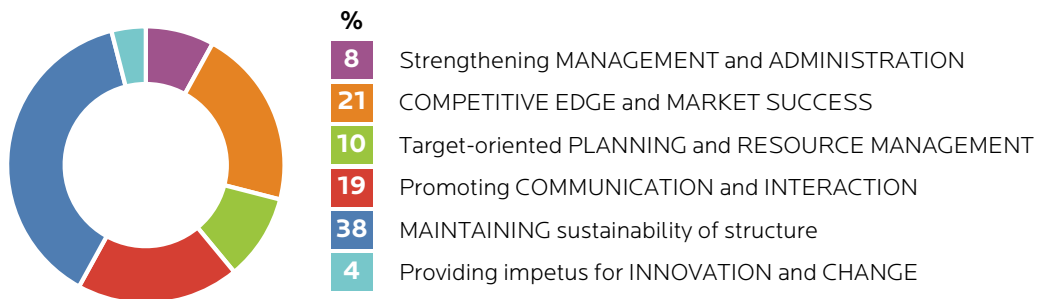 %
8 Strengthening MANAGEMENT and ADMINISTRATION
21 COMPETITIVE EDGE and MARKET SUCCESS
10 Target-oriented PLANNING and RESOURCE MANAGEMENT
19 Promoting COMMUNICATION and INTERACTION
38 MAINTAINING sustainability of structure
4 Providing impetus for INNOVATION and CHANGE